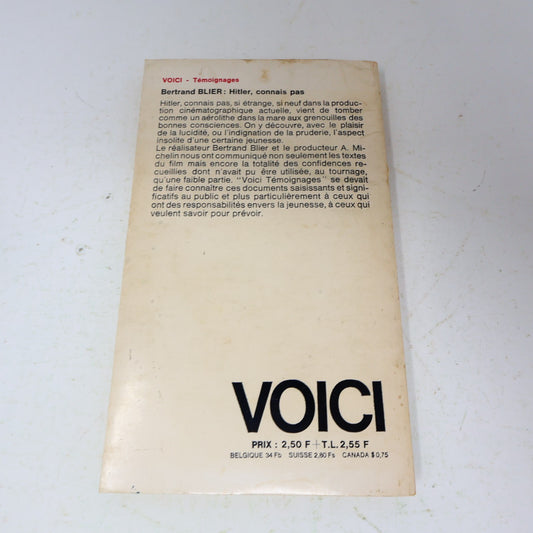 VOICI - Témoignages
Bertrand BLIER : Hitler, connais pas
Hitler, connais pas, si étrange, si neuf dans la produc-
tion cinématographique actuelle, vient de tomber
comme un aérolithe dans la mare aux grenouilles des
bonnes consciences. On y découvre, avec le plaisir
de la lucidité, ou l'indignation de la pruderie, l'aspect
insolite d'une certaine jeunesse.
Le réalisateur Bertrand Blier et le producteur A. Mi-
chelin nous ont communiqué non seulement les textes
du film mais encore la totalité des confidences re-
cueillies dont n'avait pu être utilisée, au tournage,
qu'une faible partie. "Voici Témoignages" se devait
de faire connaître ces documents saisissants et signi-
ficatifs au public et plus particulièrement à ceux qui
ont des responsabilités envers la jeunesse, à ceux qui
veulent savoir pour prévoir.
VOICI
PRIX : 2,50 F + T.L. 2,55 F
BELGIQUE 34 Fb SUISSE 2,80 Fs CANADA $ 0,75